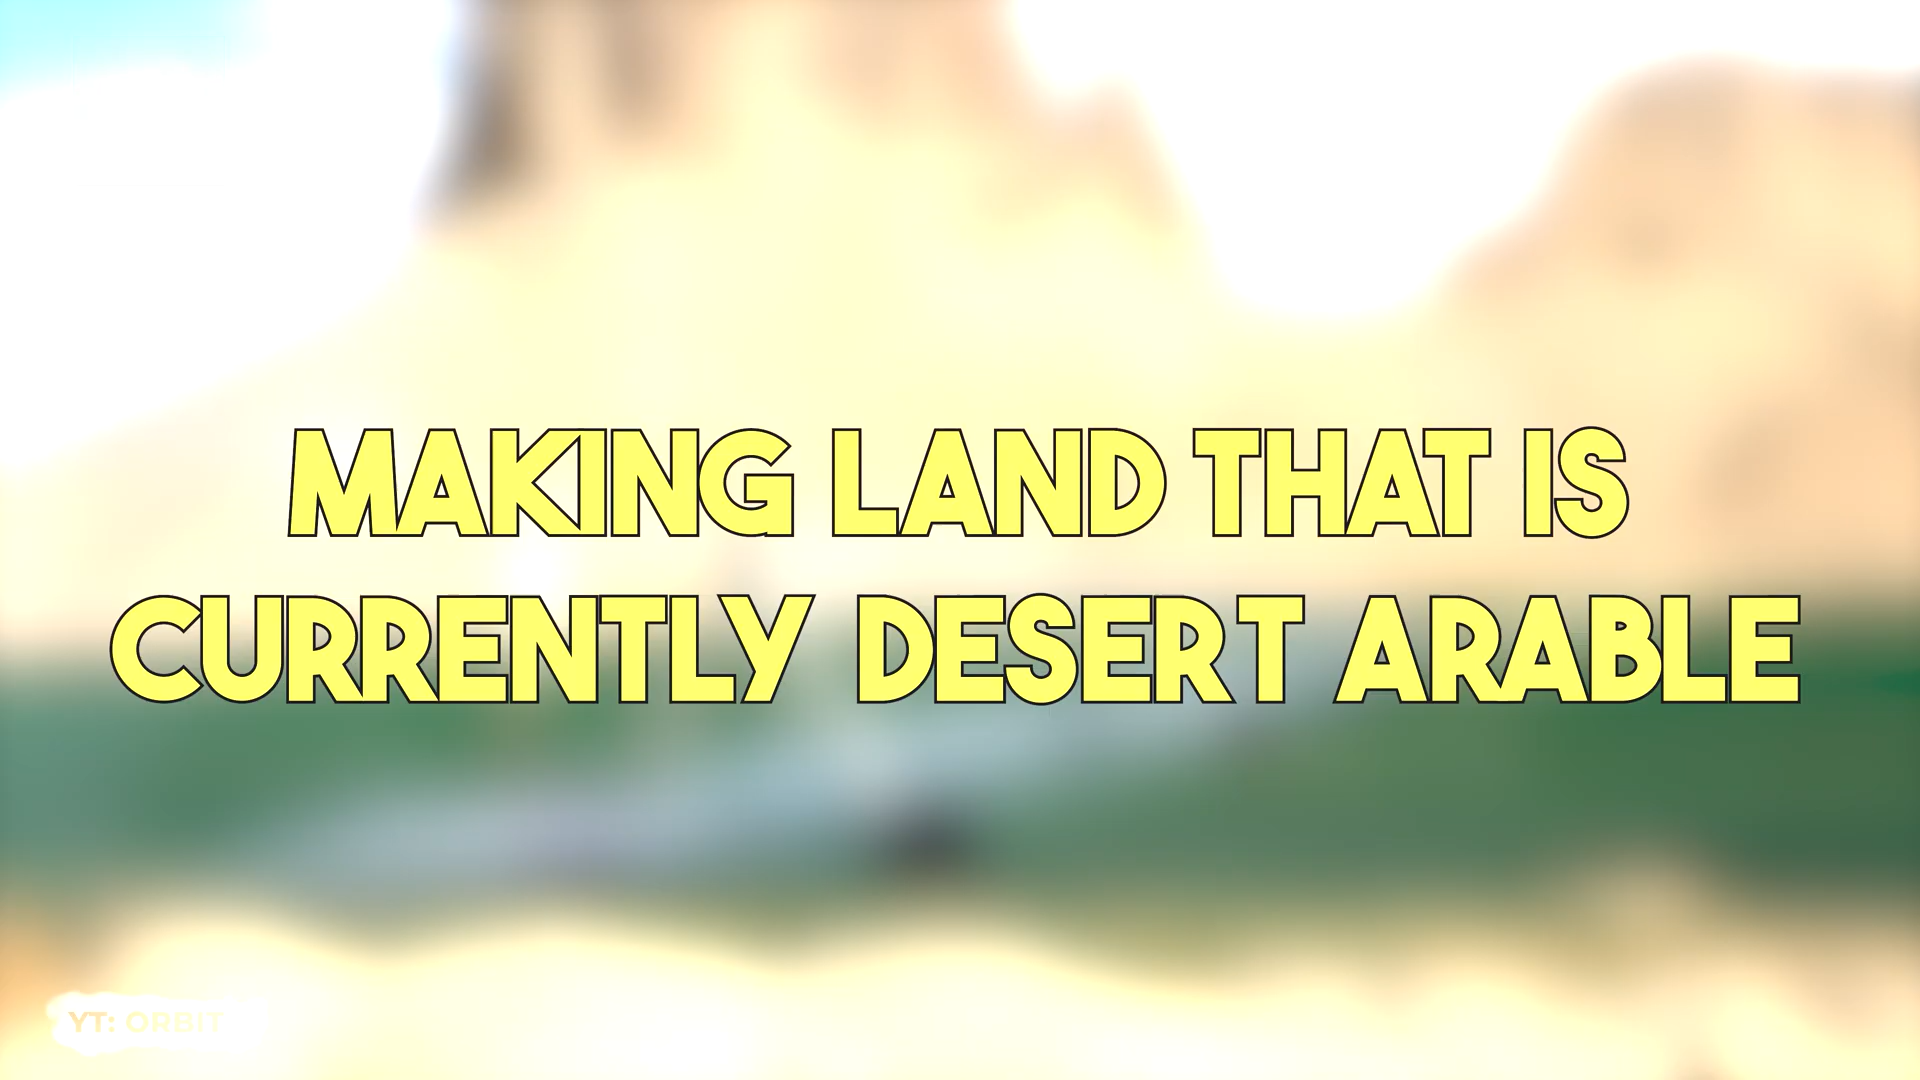 MAKING LAND THAT IS
CURRENTLY DESERT ARABLE
YT: ORBIT